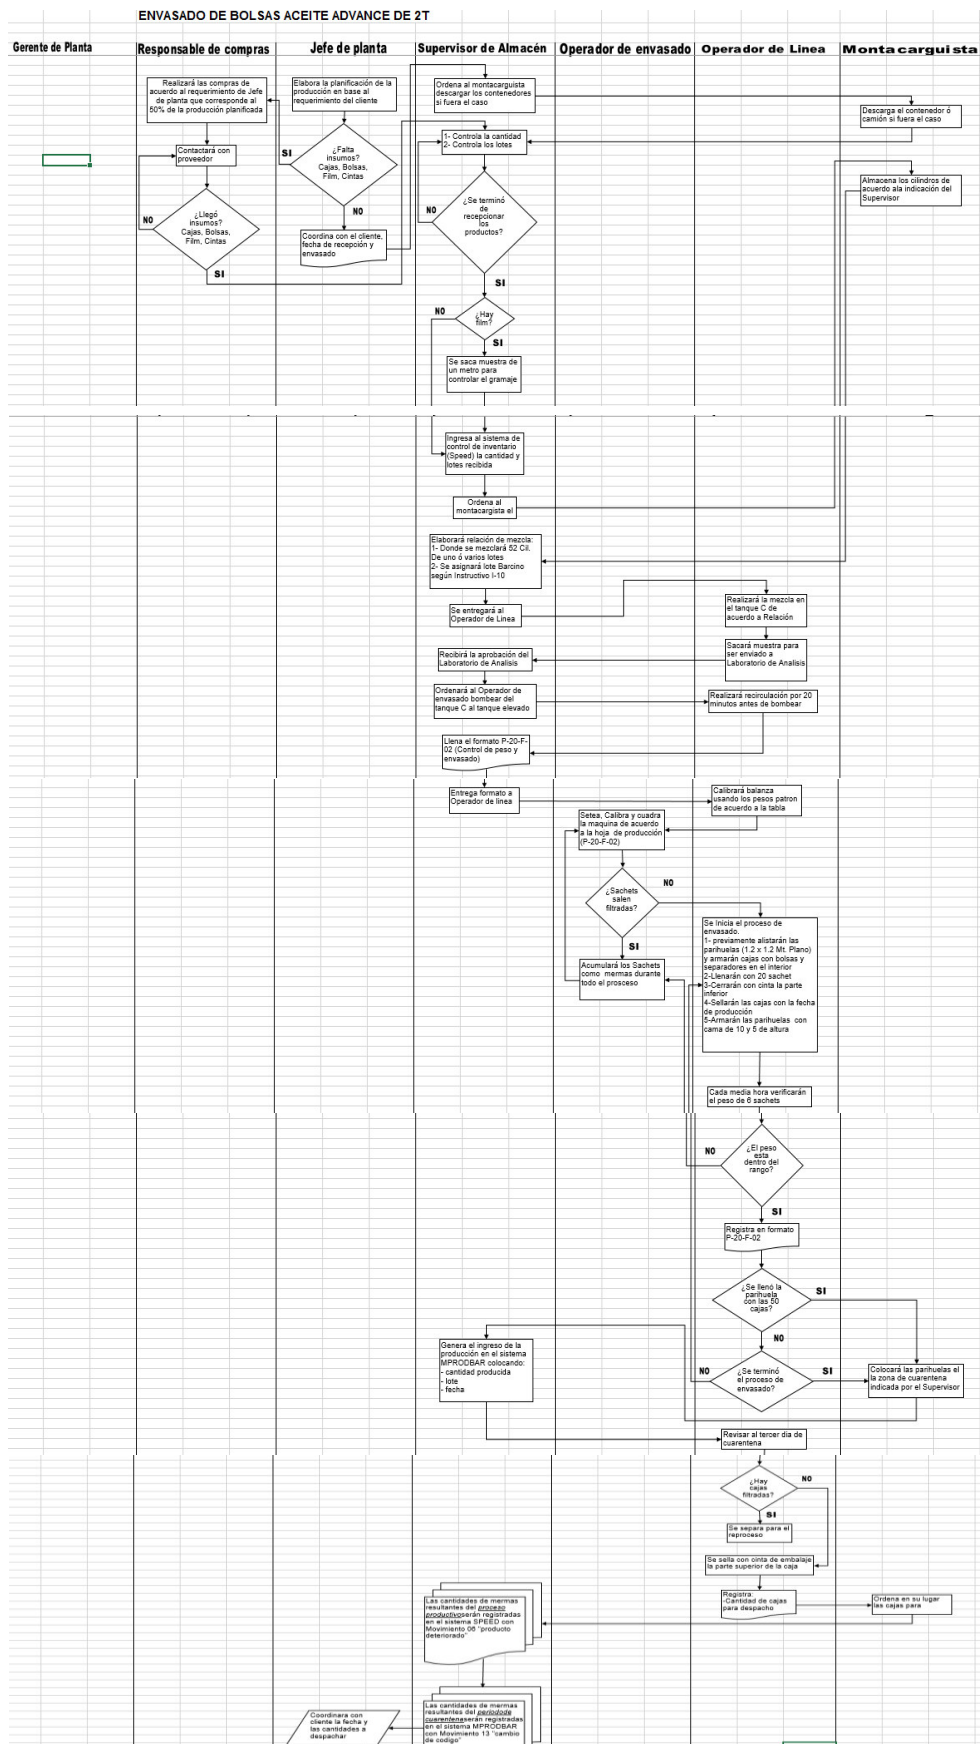 ENVASADO DE BOLSAS ACEITE ADVANCE DE 2T
Gerente de Planta
Responsable de compras
Jefe de planta
Supervisor de Almacén
Operador de envasado
Operador de Linea
Montacarguista
Realizará las compras de
acuerdo al requerimiento de Jefe
de planta que corresponde al
50% de la producción planificada
Elabora la planificación de la
producción en base al
requerimiento del cliente
Ordena al montacarguista
descargar los contenedores
si fuera el caso
Descarga el contenedor ó
camión si fuera el caso
1- Controla la cantidad
2- Controla los lotes
Contactará con
proveedor
SI
¿Falta
insumos?
Cajas, Bolsas,
Film, Cintas
NO
Almacena los cilindros de
acuerdo ala indicación del
Supervisor
NO
¿Llegó
insumos?
Cajas, Bolsas,
Film, Cintas
SI
Coordina con el cliente,
fecha de recepción y
envasado
NO
¿Se terminó
de
recepcionar
los
productos?
SI
NO
¿Hay
film?
SI
Se saca muestra de
un metro para
controlar el gramaje
Ingresa al sistema de
control de inventario
(Speed) la cantidad y
lotes recibida
Ordena al
montacargista el
Elaborará relación de mezcla:
1- Donde se mezclará 52 Cil.
De uno ó varios lotes
2- Se asignará lote Barcino
según Instructivo I-10
Se entregará al
Operador de Linea
Realizará la mezcla en
el tanque C de
acuerdo a Relación
Sacará muestra para
ser enviado a
Laboratorio de Analisis
Recibirá la aprobación del
Laboratorio de Analisis
Ordenará al Operador de
envasado bombear del
tanque C al tanque elevado
Realizará recirculación por 20
minutos antes de bombear
Llena el formato P-20-F-
02 (Control de peso y
envasado)
Entrega formato a
Operador de linea
Calibrará balanza
usando los pesos patron
de acuerdo a la tabla
Setea, Calibra y cuadra
la maquina de acuerdo
a la hoja de producción
(P-20-F-02)
¿Sachets
salen
filtradas?
NO
SI
Acumulará los Sachets
como mermas durante
todo el prosceso
Se Inicia el proceso de
envasado.
1- previamente alistarán las
parihuelas (1.2 x 1.2 Mt. Plano)
y armarán cajas con bolsas y
separadores en el interior
2-Llenarán con 20 sachet
3-Cerrarán con cinta la parte
inferior
4-Sellarán las cajas con la fecha
de producción
5-Armarán las parihuelas con
cama de 10 y 5 de altura
Cada media hora verificarán
el peso de 6 sachets
NO
¿El peso
esta
dentro del
rango?
SI
Registra en formato
P-20-F-02
¿Se llenó la
parihuela
con las 50
cajas?
SI
NO
Genera el ingreso de la
producción en el sistema
MPRODBAR colocando:
- cantidad producida
- lote
- fecha
NO
¿Se terminó
el proceso de
envasado?
SI
Colocará las parihuelas el
la zona de cuarentena
indicada por el Supervisor
Revisar al tercer dia de
cuarentena
¿Hay
cajas
filtradas?
NO
SI
Se separa para el
reproceso
Se sella con cinta de embalaje
la parte superior de la caja
Registra:
-Cantidad de cajas
para despacho
Ordena en su lugar
las cajas para
Las cantidades de mermas
resultantes del proceso
productivoserán registradas
en el sistema SPEED con
Movimiento 06 "producto
deteriorado"
Las cantidades de mermas
resultantes del periodode
cuarentenaserán registradas
en el sistema MPRODBAR
con Movimiento 13 "cambio
de codigo"
Coordinara con
cliente la fecha y
las cantidades a
despachar